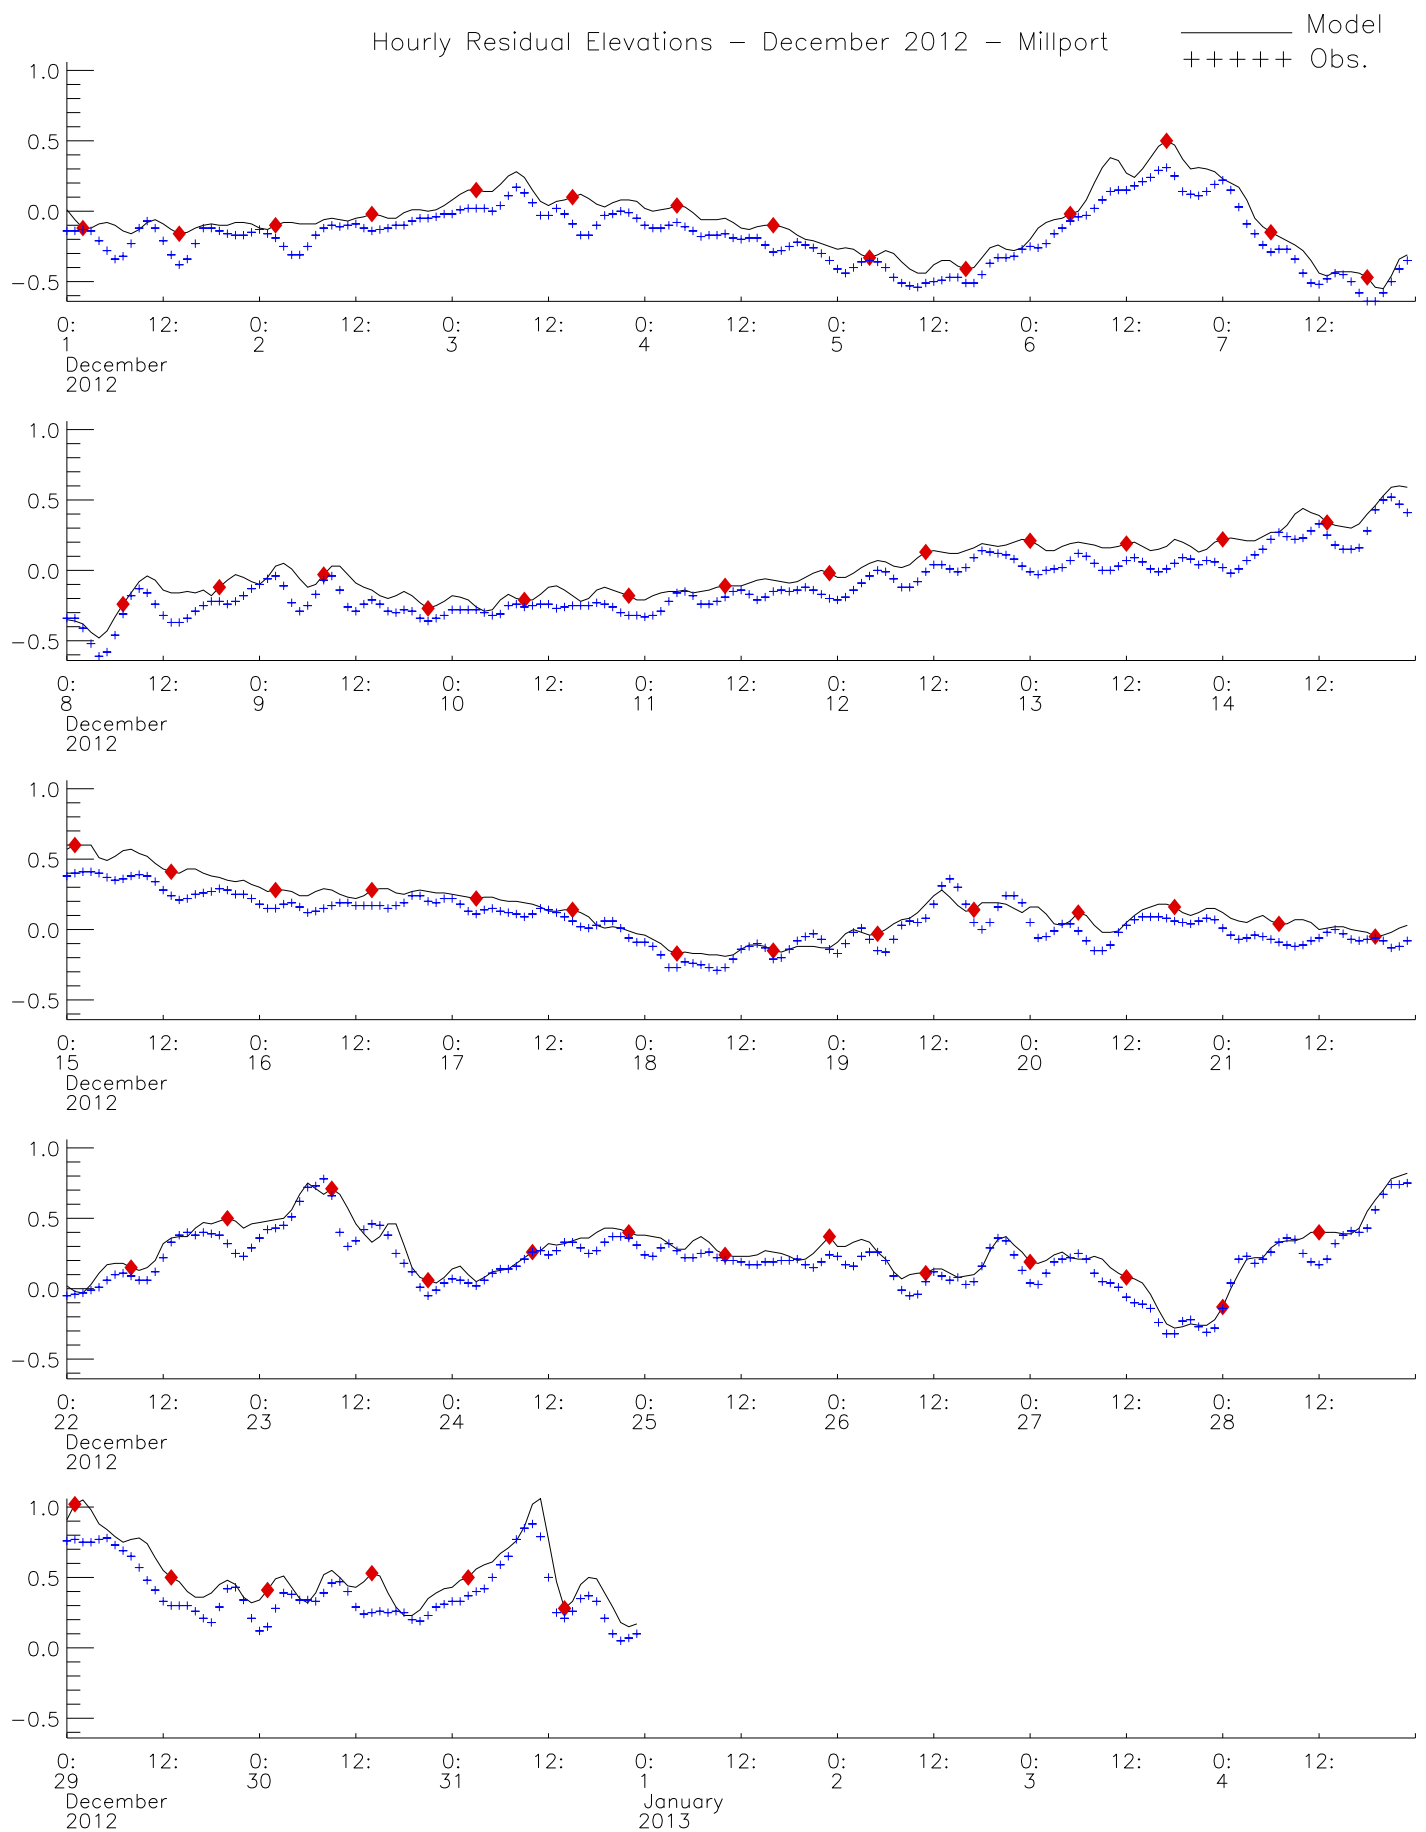 Hourly Residual Elevations – December 2012 – Millport
Model
+++++ Obs.
1.0
0.5
0.0
−0.5
0: 12: 0: 12: 0: 12: 0: 12: 0: 12: 0: 12: 0: 12:
1 2 3 4 5 6 7
December
2012
1.0
0.5
0.0
−0.5
0: 12: 0: 12: 0: 12: 0: 12: 0: 12: 0: 12: 0: 12:
8 9 10 11 12 13 14
December
2012
1.0
0.5
0.0
−0.5
0: 12: 0: 12: 0: 12: 0: 12: 0: 12: 0: 12: 0: 12:
15 16 17 18 19 20 21
December
2012
1.0
0.5
0.0
−0.5
0: 12: 0: 12: 0: 12: 0: 12: 0: 12: 0: 12: 0: 12:
22 23 24 25 26 27 28
December
2012
1.0
0.5
0.0
−0.5
0: 12: 0: 12: 0: 12: 0: 12: 0: 12: 0: 12: 0: 12:
29 30 31 1 2 3 4
December January
2012 2013